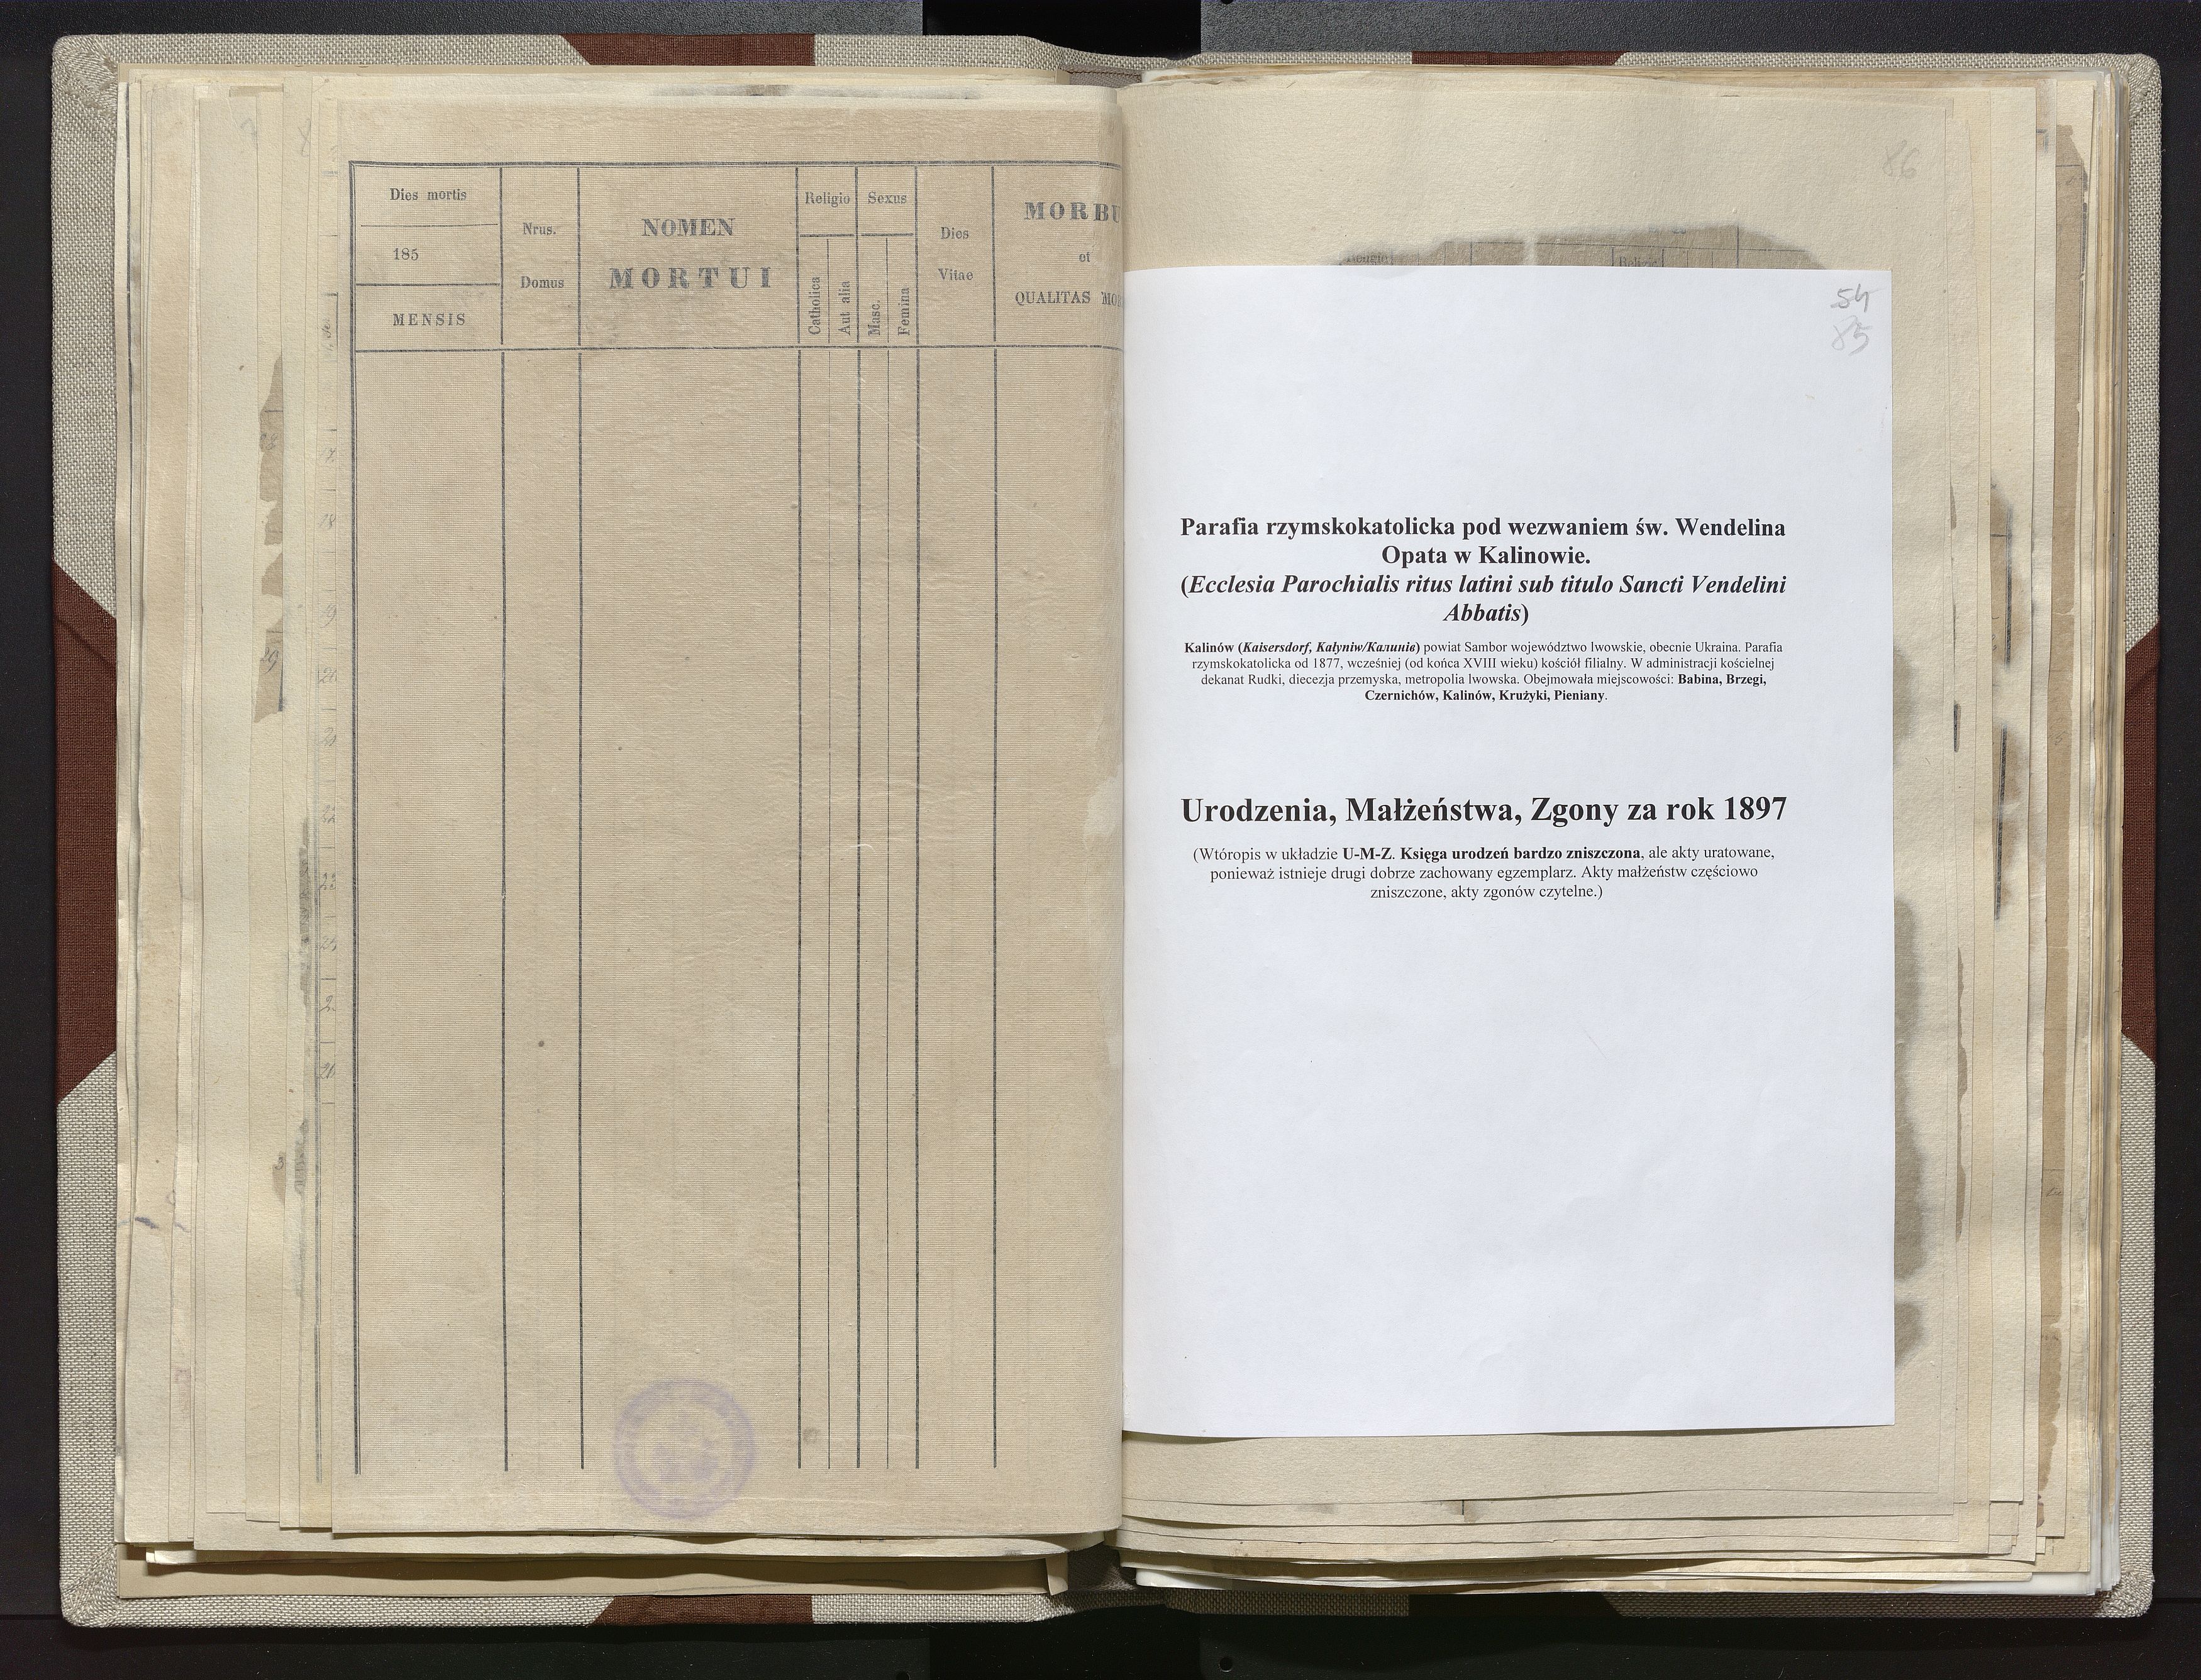 Dies mortis
185
MENSIS
Nrus.
Domus
NOMEN
MORTUI
Religio
Catholica
Aut alia
Sexus
Masc.
Femina
Dies
Vitae
MORBU
et
QUALITAS MOR
86
54
85
Religio
Parafia rzymskokatolicka pod wezwaniem św. Wendelina
Opata w Kalinowie.
(Ecclesia Parochialis ritus latini sub titulo Sancti Vendelini
Abbatis)
Kalinów (Kaisersdorf, Kałyniw/Калинів) powiat Sambor województwo lwowskie, obecnie Ukraina. Parafia
rzymskokatolicka od 1877, wcześniej (od końca XVIII wieku) kościół filialny. W administracji kościelnej
dekanat Rudki, diecezja przemyska, metropolia lwowska. Obejmowała miejscowości: Babina, Brzegi,
Czernichów, Kalinów, Krużyki, Pieniany.
Urodzenia, Małżeństwa, Zgony za rok 1897
(Wtóropis w układzie U-M-Z. Księga urodzeń bardzo zniszczona, ale akty uratowane,
ponieważ istnieje drugi dobrze zachowany egzemplarz. Akty małżeństw częściowo
zniszczone, akty zgonów czytelne.)